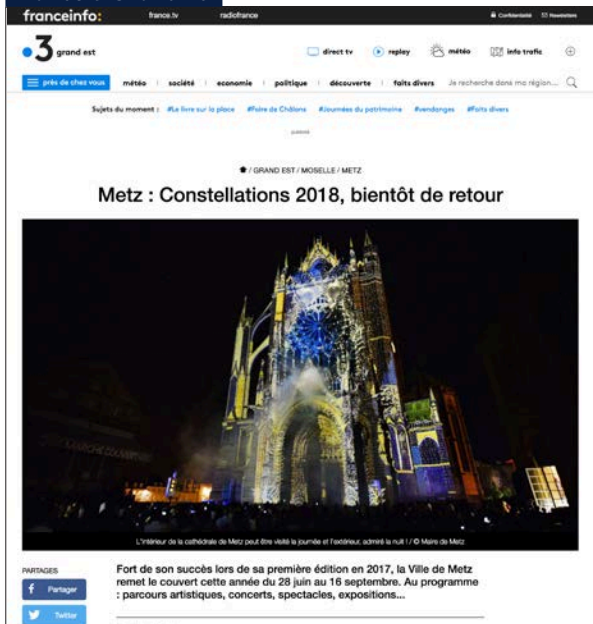 franceinfo:
france.tv
radiofrance
Confidentialité
Newsletters
3 grand est
direct tv
replay
météo
info trafic
près de chez vous
météo
société
economie
politique
découverte
faits divers
Je recherche dans ma région...
Sujets du moment :
#Le livre sur la place
#Foire de Châlons
#Journées du patrimoine
#vendanges
#Faits divers
publicité
/ GRAND EST / MOSELLE / METZ
Metz : Constellations 2018, bientôt de retour
L'intérieur de la cathédrale de Metz peut être visité la journée et l'extérieur, admiré la nuit ! / © Maire de Metz
PARTAGES
Partager
Twitter
Fort de son succès lors de sa première édition en 2017, la Ville de Metz
remet le couvert cette année du 28 juin au 16 septembre. Au programme
: parcours artistiques, concerts, spectacles, expositions...